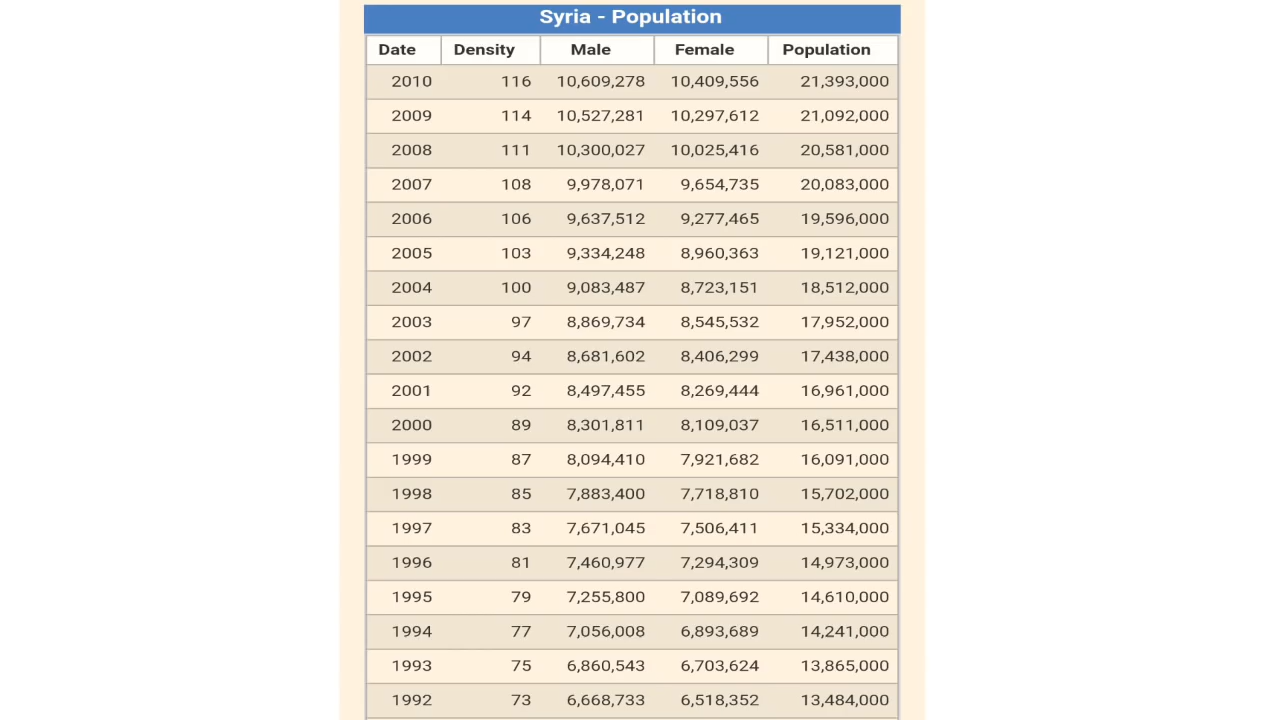 Syria - Population
Date Density Male Female Population
2010 116 10,609,278 10,409,556 21,393,000
2009 114 10,527,281 10,297,612 21,092,000
2008 111 10,300,027 10,025,416 20,581,000
2007 108 9,978,071 9,654,735 20,083,000
2006 106 9,637,512 9,277,465 19,596,000
2005 103 9,334,248 8,960,363 19,121,000
2004 100 9,083,487 8,723,151 18,512,000
2003 97 8,869,734 8,545,532 17,952,000
2002 94 8,681,602 8,406,299 17,438,000
2001 92 8,497,455 8,269,444 16,961,000
2000 89 8,301,811 8,109,037 16,511,000
1999 87 8,094,410 7,921,682 16,091,000
1998 85 7,883,400 7,718,810 15,702,000
1997 83 7,671,045 7,506,411 15,334,000
1996 81 7,460,977 7,294,309 14,973,000
1995 79 7,255,800 7,089,692 14,610,000
1994 77 7,056,008 6,893,689 14,241,000
1993 75 6,860,543 6,703,624 13,865,000
1992 73 6,668,733 6,518,352 13,484,000